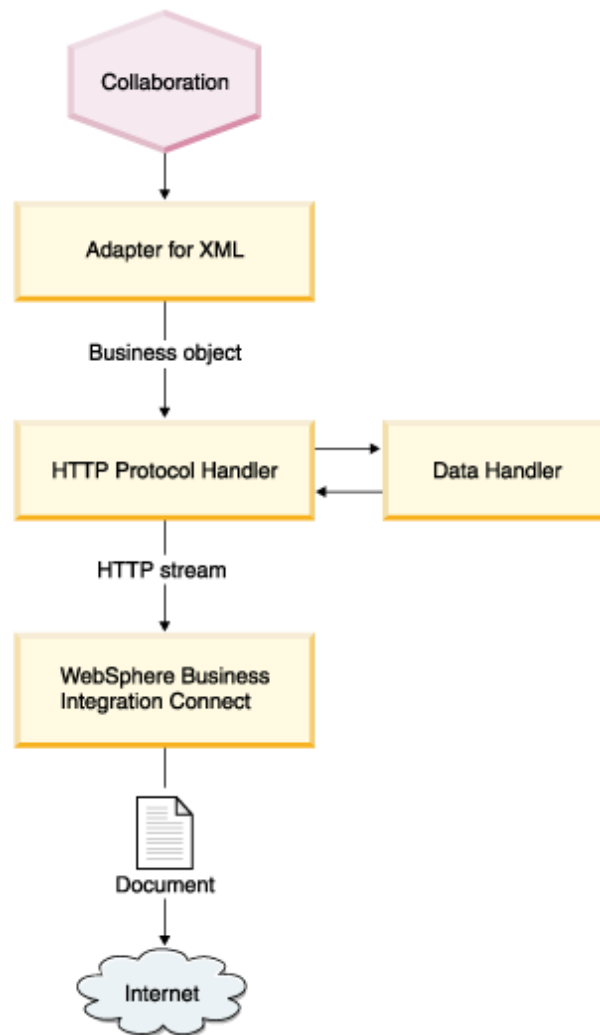 Collaboration
Adapter for XML
Business object
HTTP Protocol Handler
Data Handler
HTTP stream
WebSphere Business
Integration Connect
Document
Internet